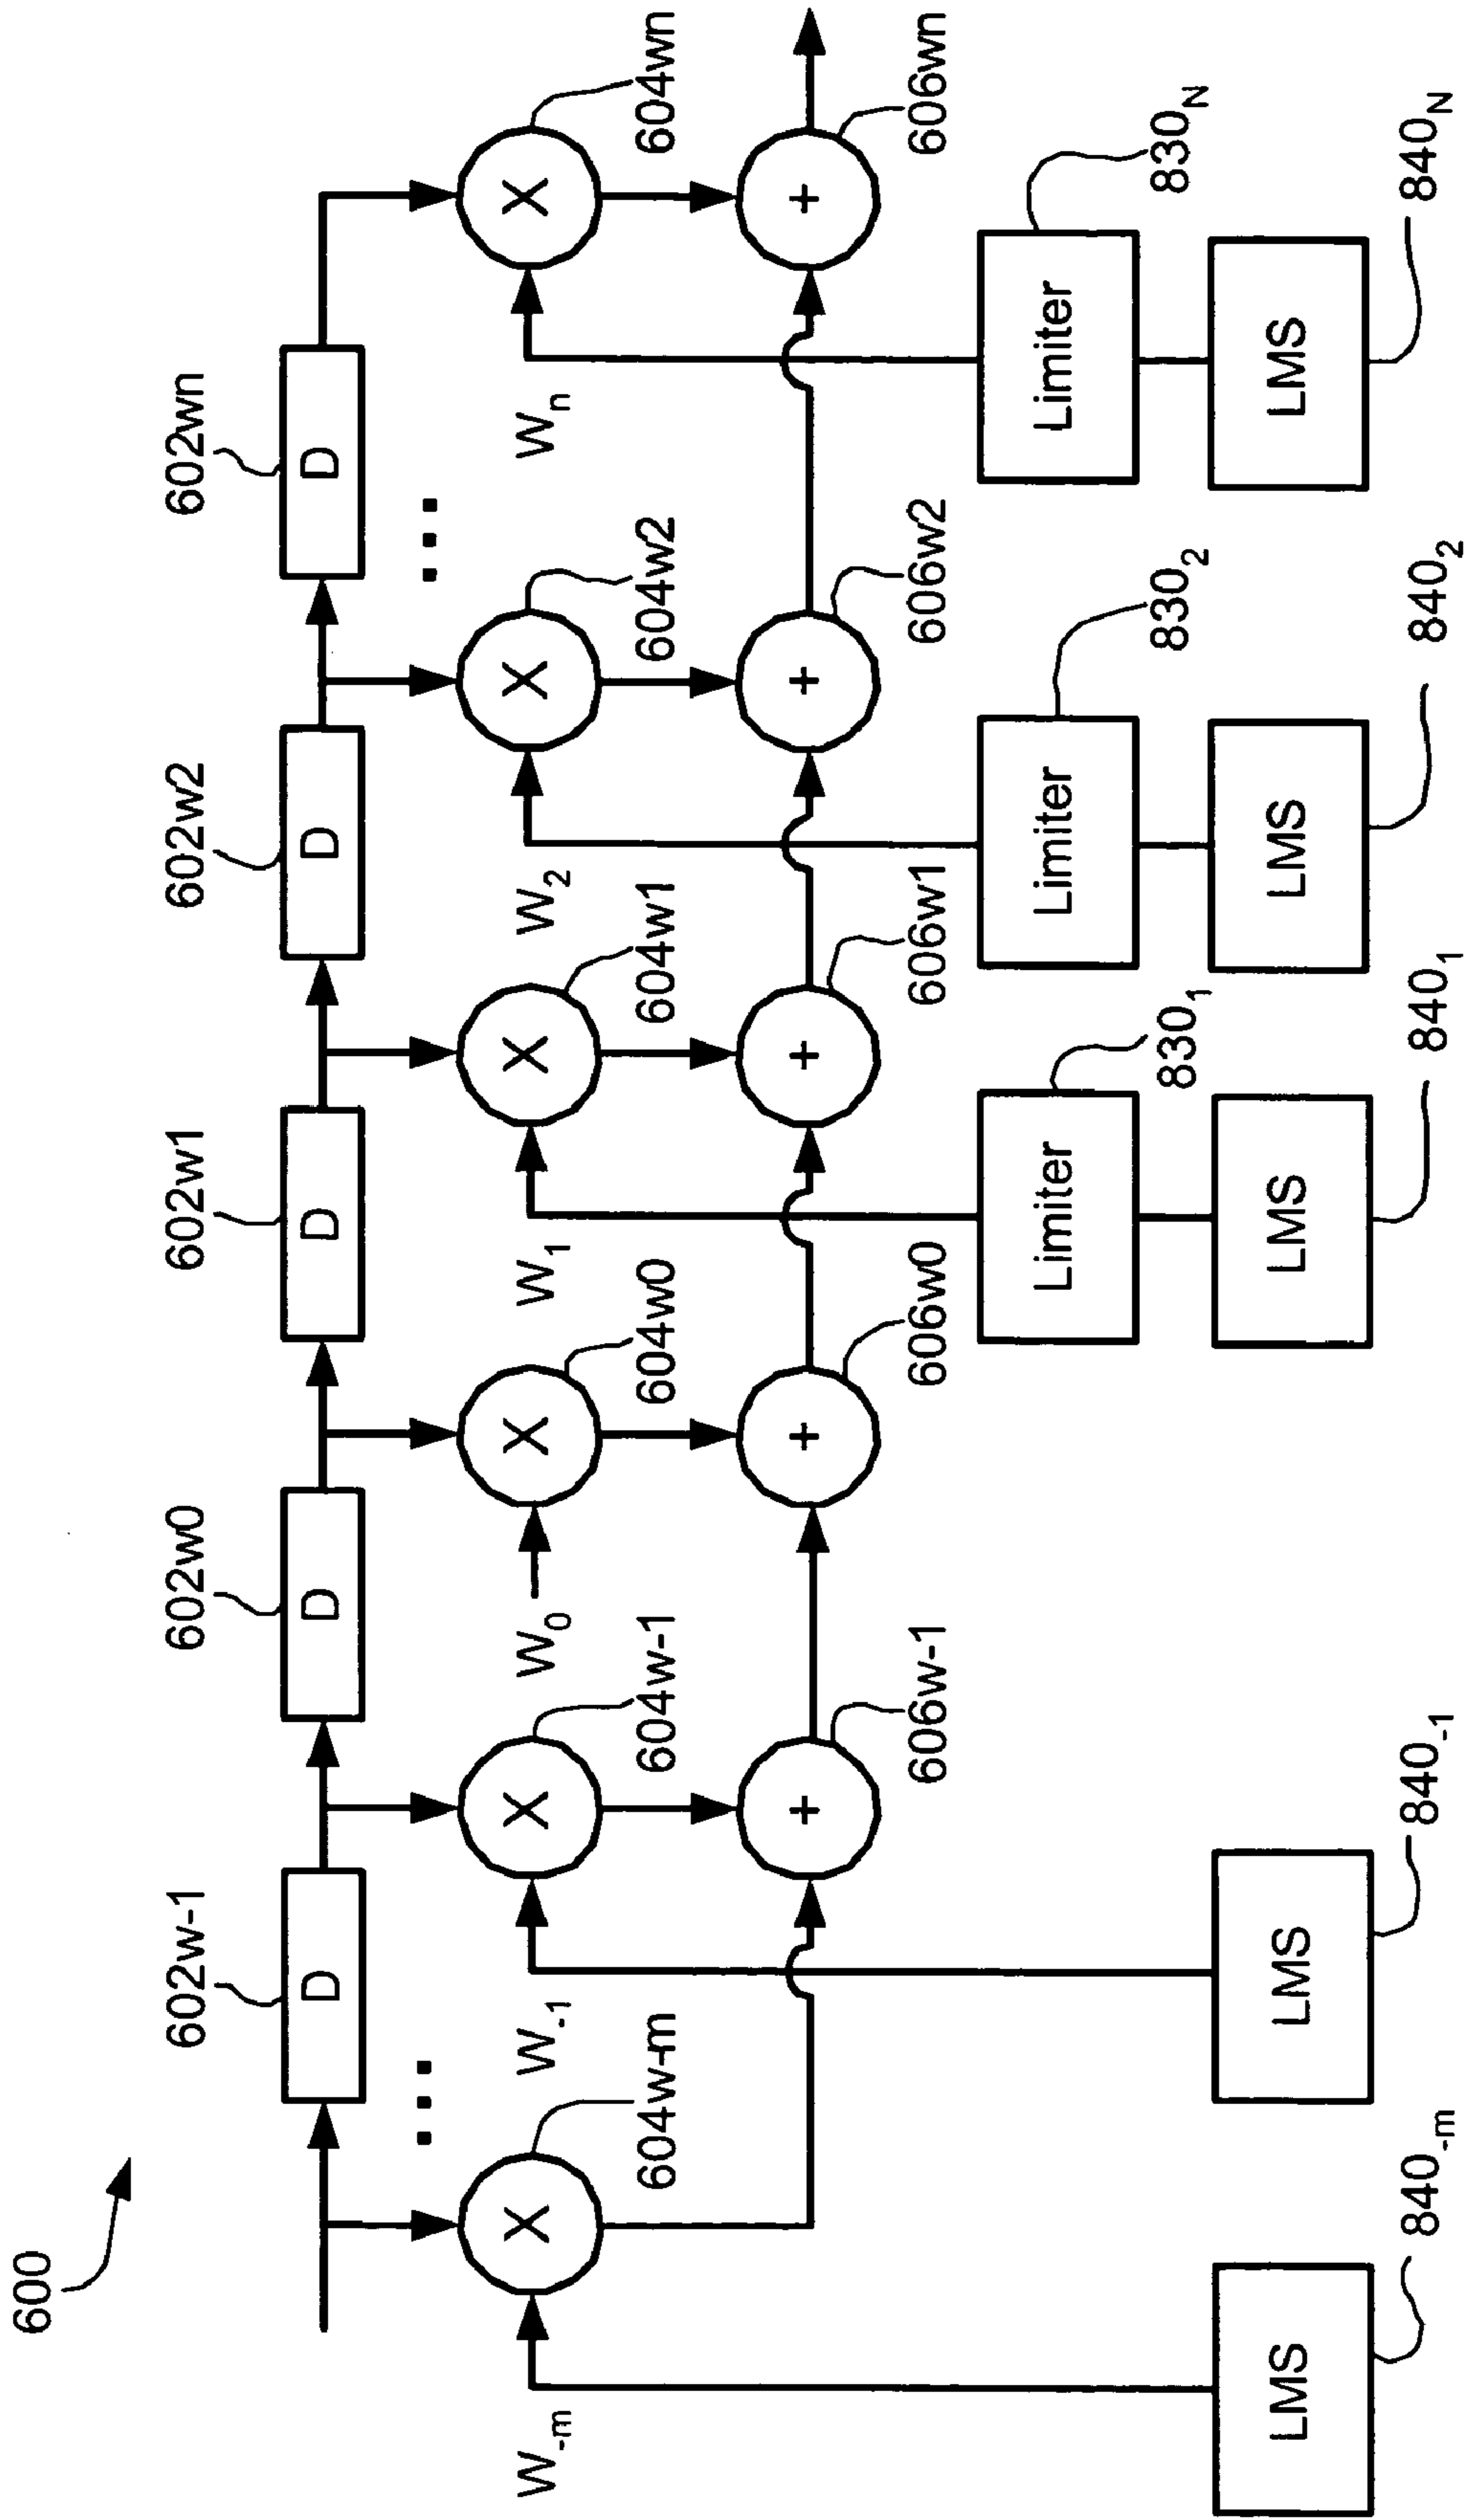 600
602w-1
602w0
602w1
602w2
602wn
D
D
D
D
D
...
...
X
X
X
X
X
X
W-m
W-1
W0
W1
W2
Wn
604w-m
604w-1
604w0
604w1
604w2
604wn
+
+
+
+
+
606w-1
606w0
606w1
606w2
606wn
Limiter
Limiter
Limiter
8301
8302
830N
LMS
LMS
LMS
LMS
LMS
840-m
840-1
8401
8402
840N